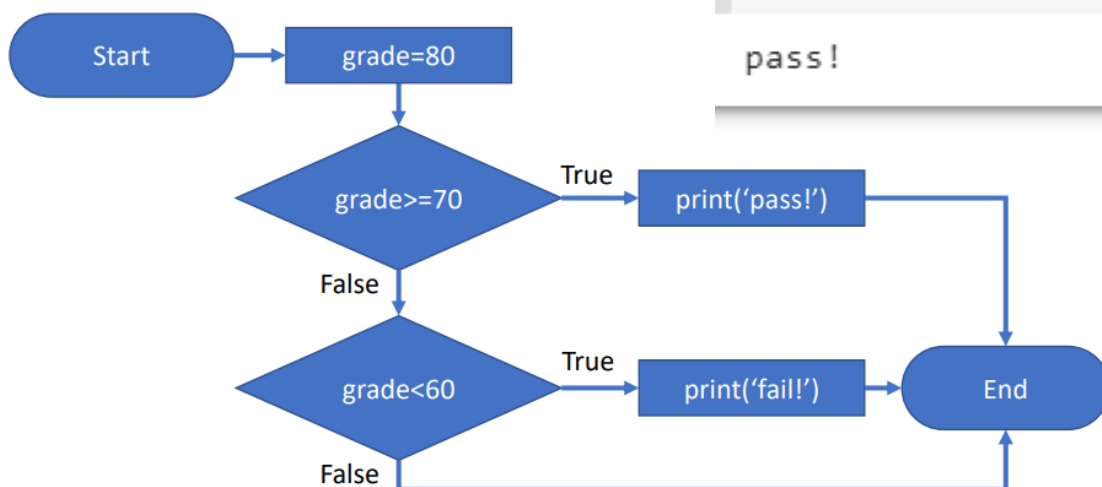 Start
grade=80
pass!
grade>=70
True
print(‘pass!’)
False
grade<60
True
print(‘fail!’)
End
False